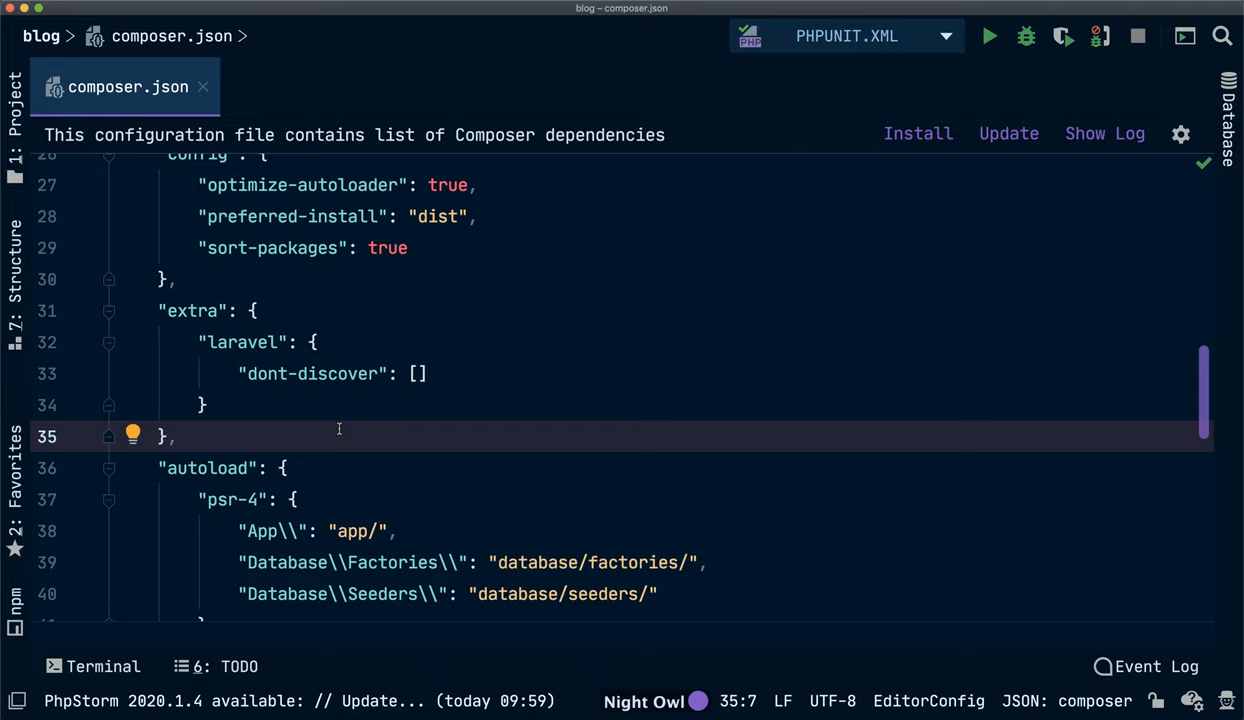 blog – composer.json
blog > composer.json >
PHPUNIT.XML
composer.json
This configuration file contains list of Composer dependencies
Install Update Show Log
26 "config": {
27 "optimize-autoloader": true,
28 "preferred-install": "dist",
29 "sort-packages": true
30 },
31 "extra": {
32 "laravel": {
33 "dont-discover": []
34 }
35 },
36 "autoload": {
37 "psr-4": {
38 "App\\": "app/",
39 "Database\\Factories\\": "database/factories/",
40 "Database\\Seeders\\": "database/seeders/"
41 }
1: Project
7: Structure
2: Favorites
npm
Database
Terminal 6: TODO Event Log
PhpStorm 2020.1.4 available: // Update... (today 09:59) Night Owl 35:7 LF UTF-8 EditorConfig JSON: composer